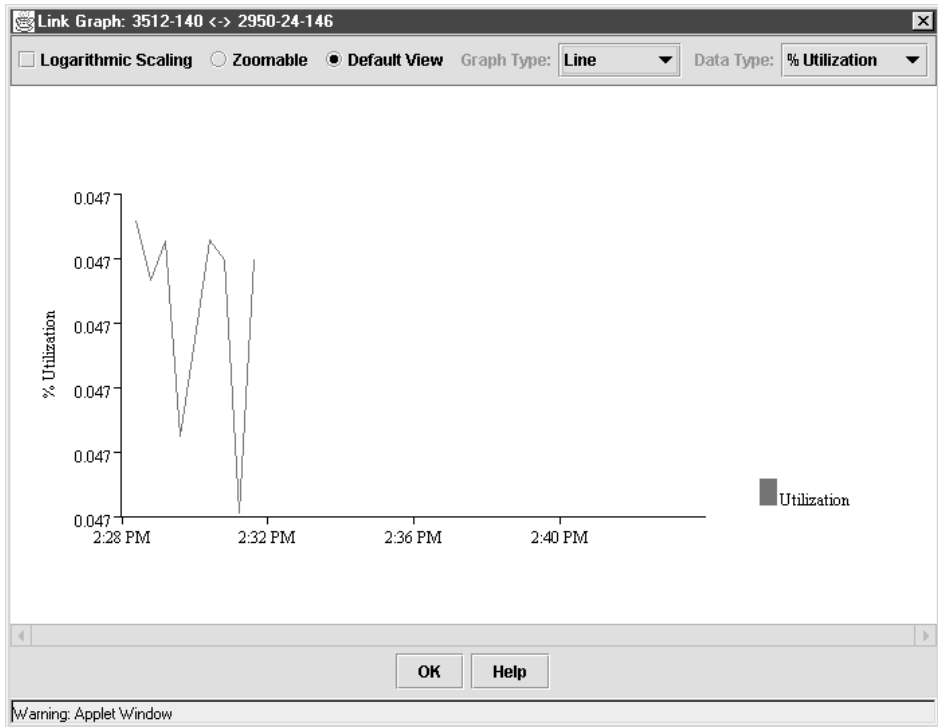 Link Graph: 3512-140 <-> 2950-24-146
Logarithmic Scaling Zoomable Default View Graph Type: Line Data Type: % Utilization
0.047
0.047
0.047
0.047
0.047
0.047
% Utilization
2:28 PM 2:32 PM 2:36 PM 2:40 PM
Utilization
OK Help
Warning: Applet Window